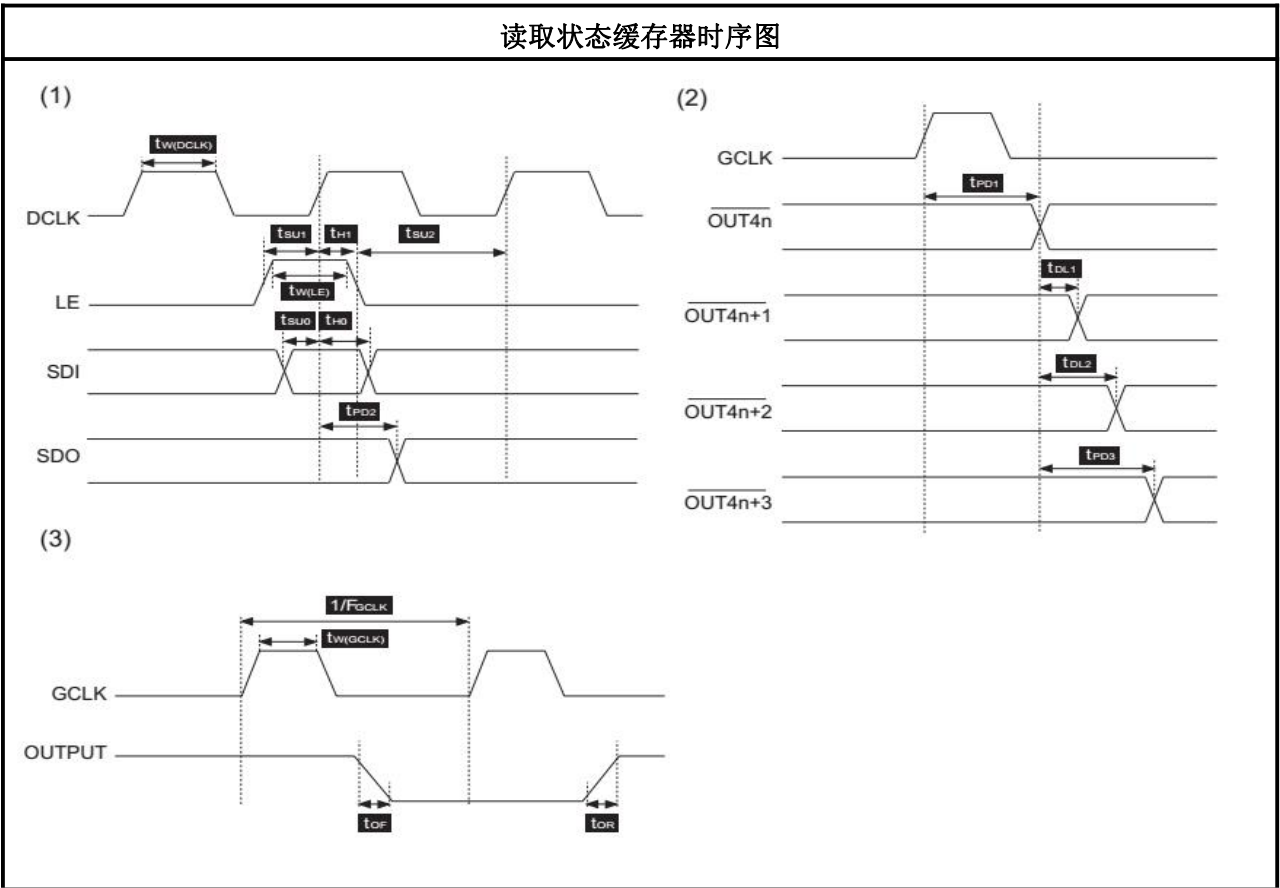 读取状态缓存器时序图
(1)
tW(DCLK)
DCLK
tSU1 tH1 tSU2
LE
tW(LE)
tSU0 tH0
SDI
tPD2
SDO
(2)
GCLK
tPD1
OUT4n
tDL1
OUT4n+1
tDL2
OUT4n+2
tPD3
OUT4n+3
(3)
1/FGCLK
tW(GCLK)
GCLK
OUTPUT
tOF tOR